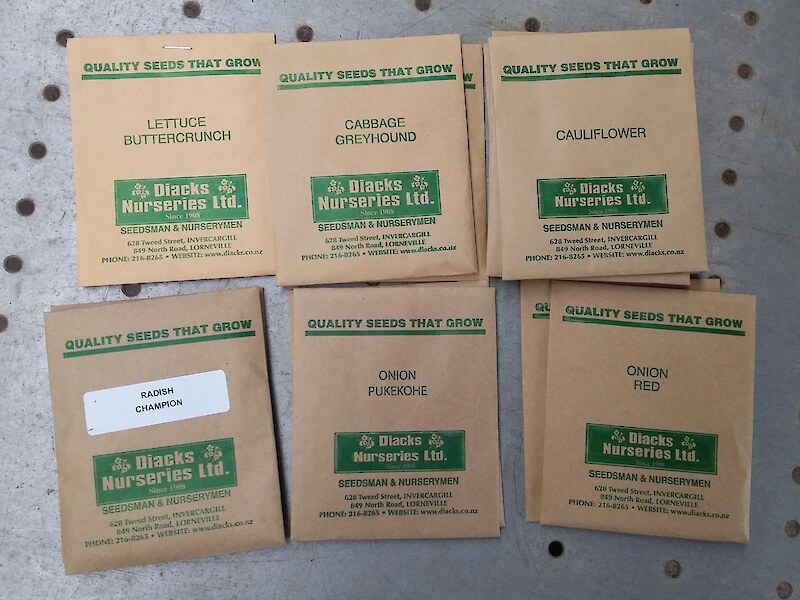 QUALITY SEEDS THAT GROW
LETTUCE
BUTTERCRUNCH
Diacks
Nurseries Ltd.
Since 1908
SEEDSMAN & NURSERYMEN
628 Tweed Street, INVERCARGILL
849 North Road, LORNEVILLE
PHONE: 216-8265 • WEBSITE: www.diacks.co.nz
QUALITY SEEDS THAT GROW
CABBAGE
GREYHOUND
Diacks
Nurseries Ltd.
Since 1908
SEEDSMAN & NURSERYMEN
628 Tweed Street, INVERCARGILL
849 North Road, LORNEVILLE
PHONE: 216-8265 • WEBSITE: www.diacks.co.nz
QUALITY SEEDS THAT GROW
CAULIFLOWER
Diacks
Nurseries Ltd.
Since 1908
SEEDSMAN & NURSERYMEN
628 Tweed Street, INVERCARGILL
849 North Road, LORNEVILLE
PHONE: 216-8265 • WEBSITE: www.diacks.co.nz
QUALITY SEEDS THAT GROW
RADISH
CHAMPION
Diacks
Nurseries Ltd.
Since 1908
SEEDSMAN & NURSERYMEN
628 Tweed Street, INVERCARGILL
849 North Road, LORNEVILLE
PHONE: 216-8265 • WEBSITE: www.diacks.co.nz
QUALITY SEEDS THAT GROW
ONION
PUKEKOHE
Diacks
Nurseries Ltd.
Since 1908
SEEDSMAN & NURSERYMEN
628 Tweed Street, INVERCARGILL
849 North Road, LORNEVILLE
PHONE: 216-8265 • WEBSITE: www.diacks.co.nz
QUALITY SEEDS THAT GROW
ONION
RED
Diacks
Nurseries Ltd.
Since 1908
SEEDSMAN & NURSERYMEN
628 Tweed Street, INVERCARGILL
849 North Road, LORNEVILLE
PHONE: 216-8265 • WEBSITE: www.diacks.co.nz